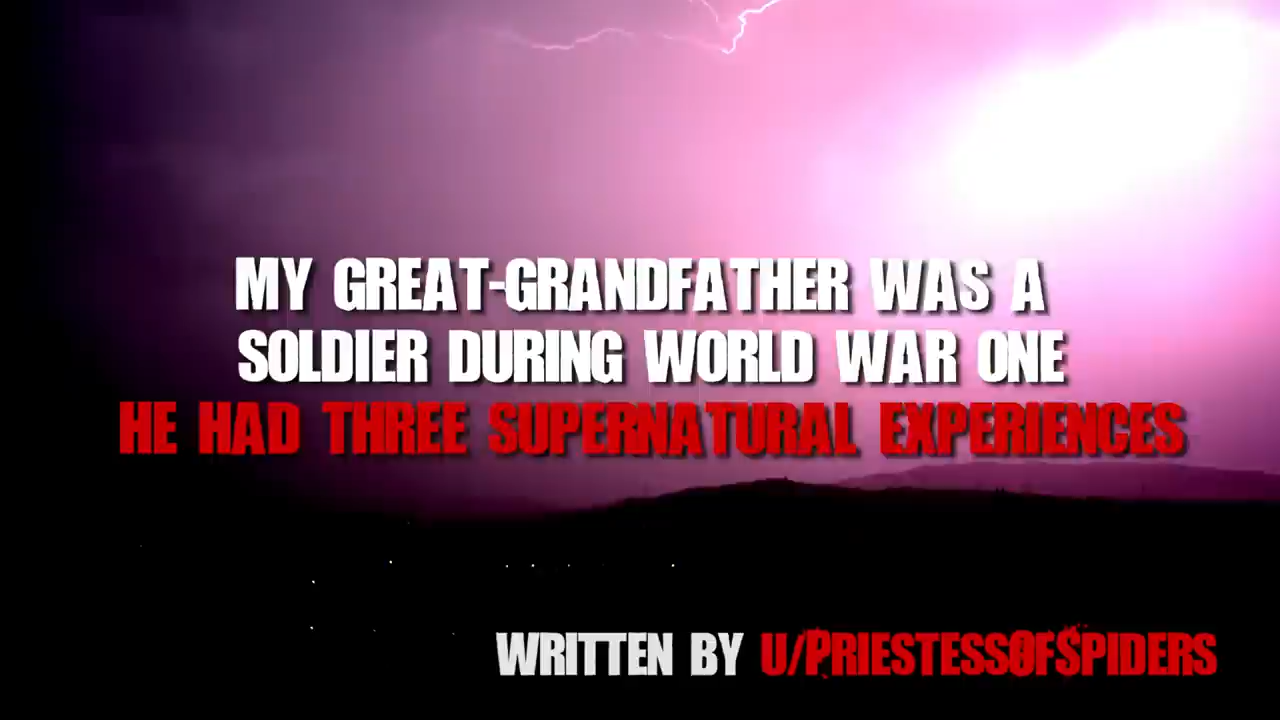 MY GREAT-GRANDFATHER WAS A
SOLDIER DURING WORLD WAR ONE
HE HAD THREE SUPERNATURAL EXPERIENCES
WRITTEN BY U/PRIESTESSOFSPIDERS